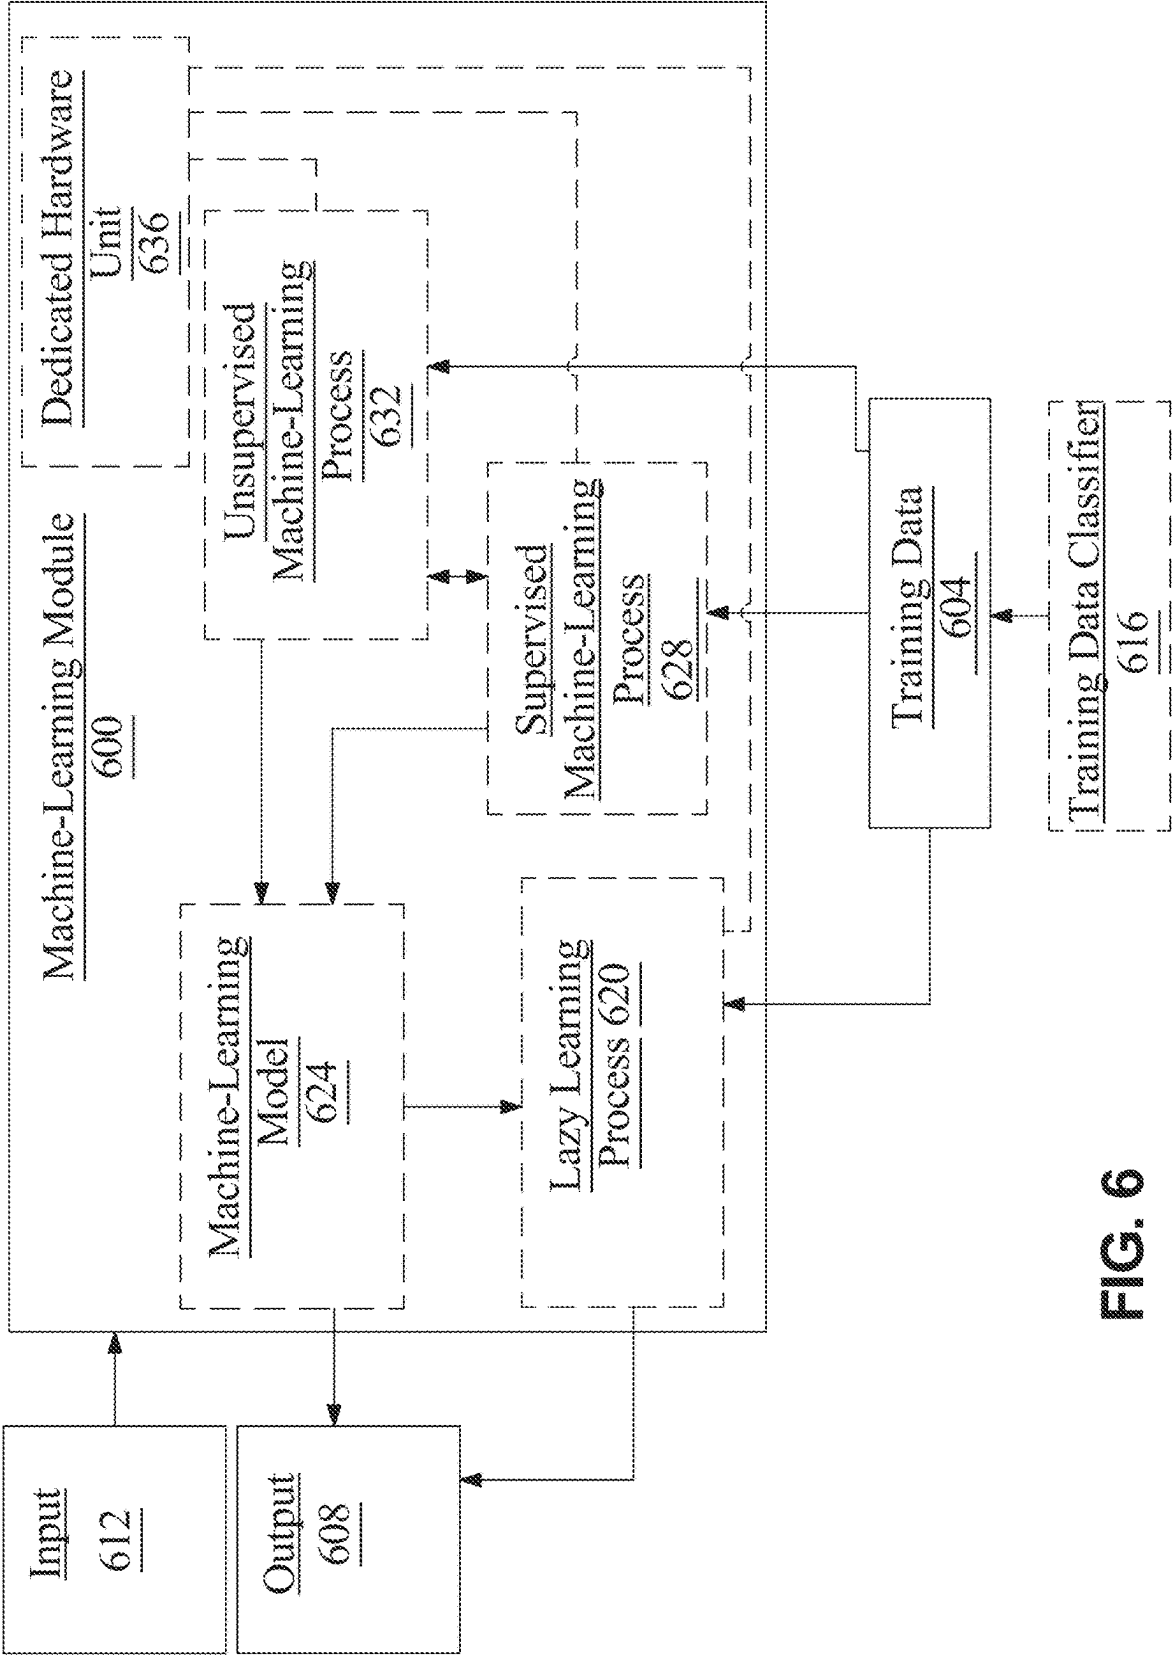 Machine-Learning Module
600
Dedicated Hardware
Unit
636
Input
612
Machine-Learning
Model
624
Unsupervised
Machine-Learning
Process
632
Output
608
Lazy Learning
Process 620
Supervised
Machine-Learning
Process
628
Training Data
604
Training Data Classifier
616
FIG. 6